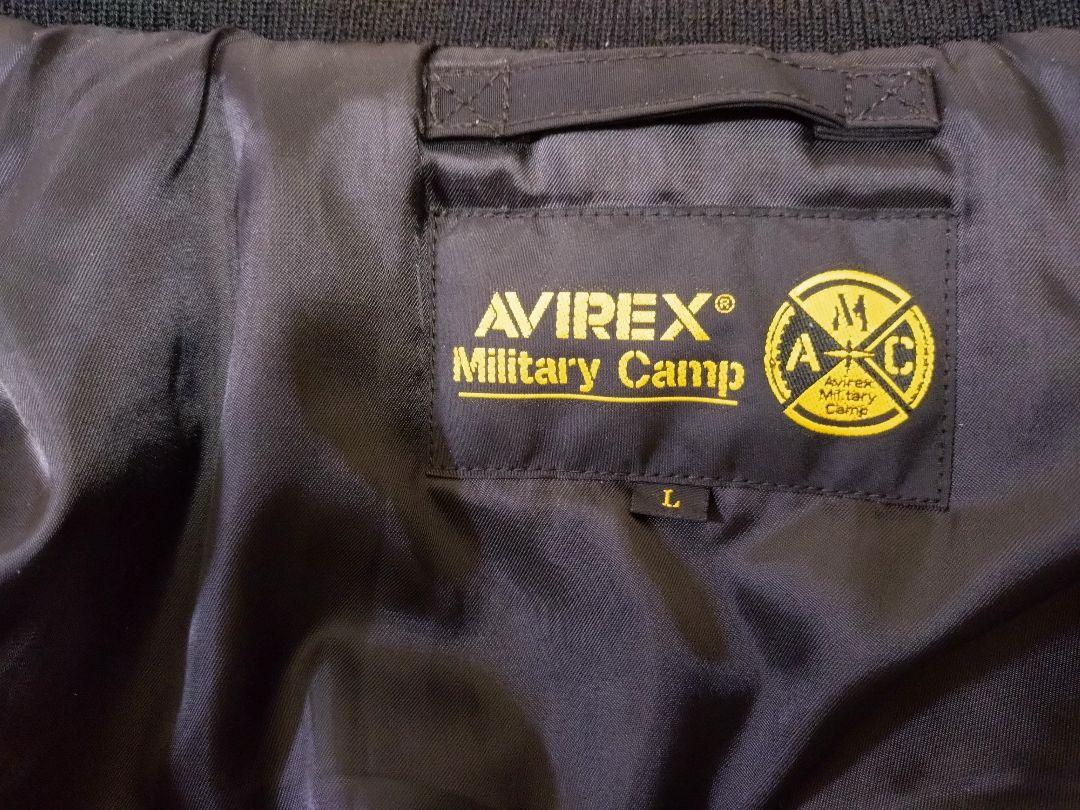 AVIREX®
Military Camp
M
A C
Avirex
Military
Camp
L